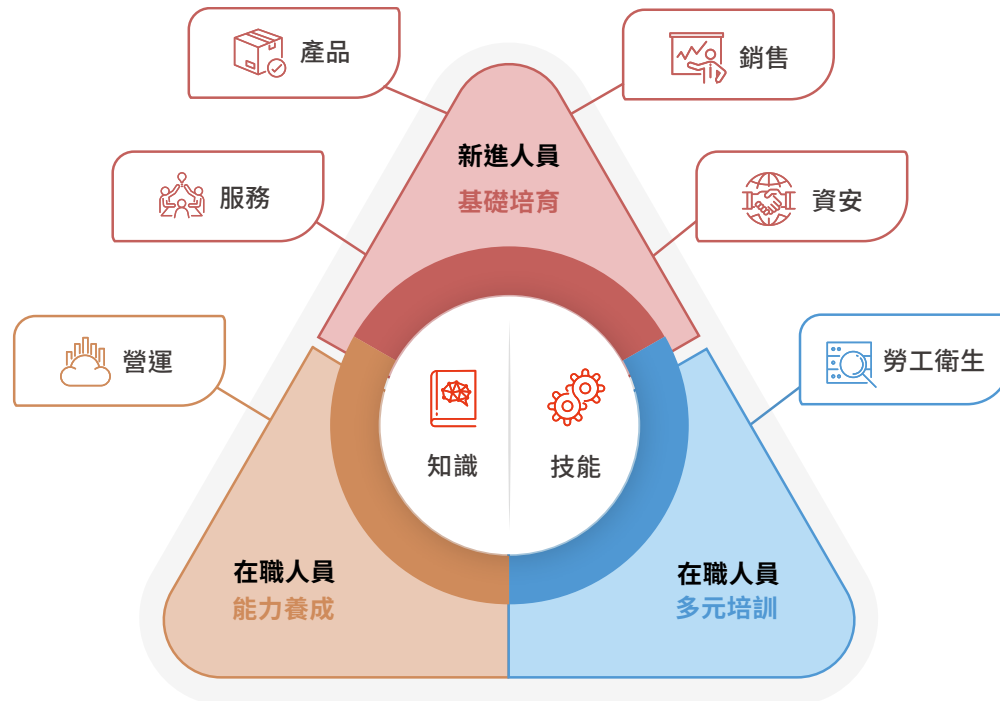 產品
銷售
新進人員
基礎培育
服務
資安
營運
勞工衛生
知識
技能
在職人員
能力養成
在職人員
多元培訓